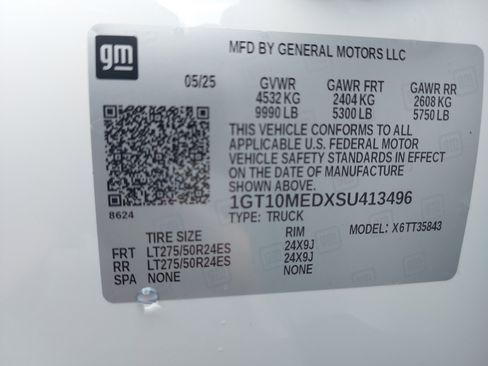 gm
MFD BY GENERAL MOTORS LLC
05/25 GVWR GAWR FRT GAWR RR
4532 KG 2404 KG 2608 KG
9990 LB 5300 LB 5750 LB
THIS VEHICLE CONFORMS TO ALL
APPLICABLE U.S. FEDERAL MOTOR
VEHICLE SAFETY STANDARDS IN EFFECT
ON THE DATE OF MANUFACTURE
SHOWN ABOVE.
8624 1GT10MEDXSU413496
TYPE: TRUCK MODEL: X6TT35843
TIRE SIZE RIM
FRT LT275/50R24ES 24X9J
RR LT275/50R24ES 24X9J
SPA NONE NONE